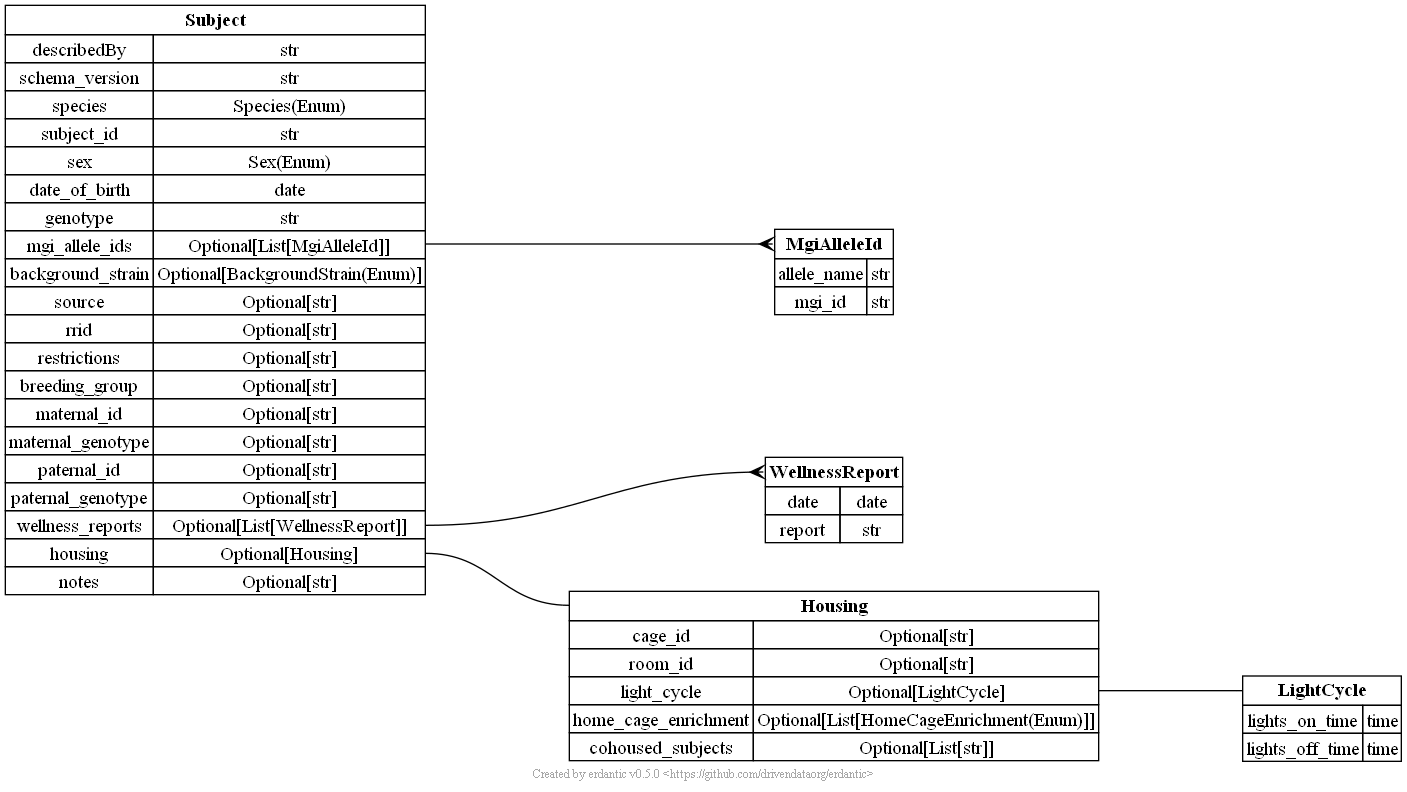 Subject
describedBy str
schema_version str
species Species(Enum)
subject_id str
sex Sex(Enum)
date_of_birth date
genotype str
mgi_allele_ids Optional[List[MgiAlleleId]]
background_strain Optional[BackgroundStrain(Enum)]
source Optional[str]
rrid Optional[str]
restrictions Optional[str]
breeding_group Optional[str]
maternal_id Optional[str]
maternal_genotype Optional[str]
paternal_id Optional[str]
paternal_genotype Optional[str]
wellness_reports Optional[List[WellnessReport]]
housing Optional[Housing]
notes Optional[str]
MgiAlleleId
allele_name str
mgi_id str
WellnessReport
date date
report str
Housing
cage_id Optional[str]
room_id Optional[str]
light_cycle Optional[LightCycle]
home_cage_enrichment Optional[List[HomeCageEnrichment(Enum)]]
cohoused_subjects Optional[List[str]]
LightCycle
lights_on_time time
lights_off_time time
Created by erdantic v0.5.0 <https://github.com/drivendataorg/erdantic>